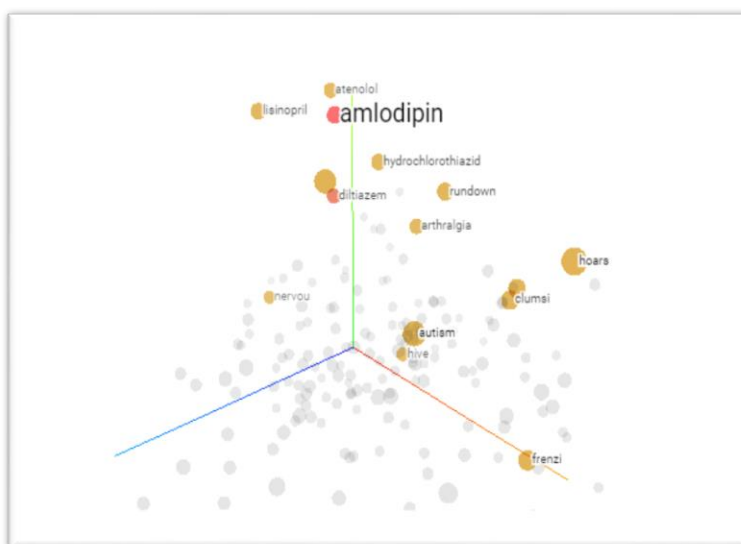 atenolol
lisinopril
amlodipin
hydrochlorothiazid
diltiazem
rundown
arthralgia
hoars
nervou
clumsi
autism
hive
frenzi